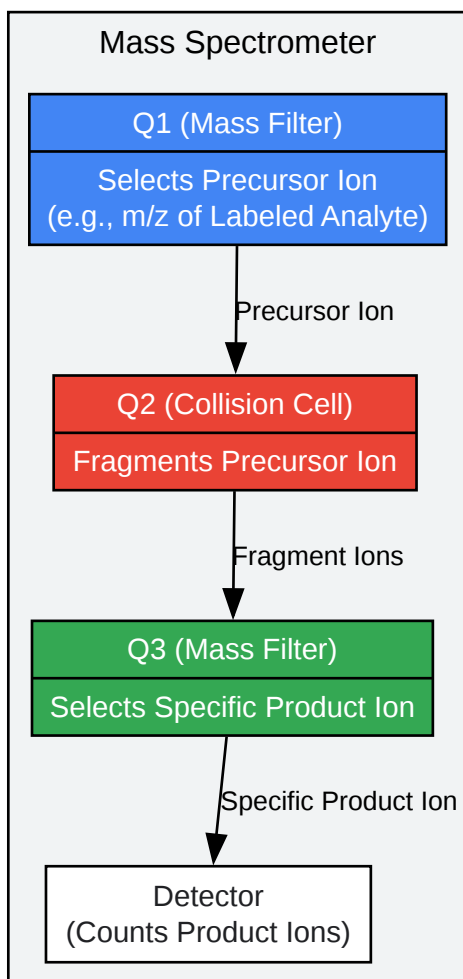 Mass Spectrometer
Q1 (Mass Filter)
Selects Precursor Ion
(e.g., m/z of Labeled Analyte)
Precursor Ion
Q2 (Collision Cell)
Fragments Precursor Ion
Fragment Ions
Q3 (Mass Filter)
Selects Specific Product Ion
Specific Product Ion
Detector
(Counts Product Ions)